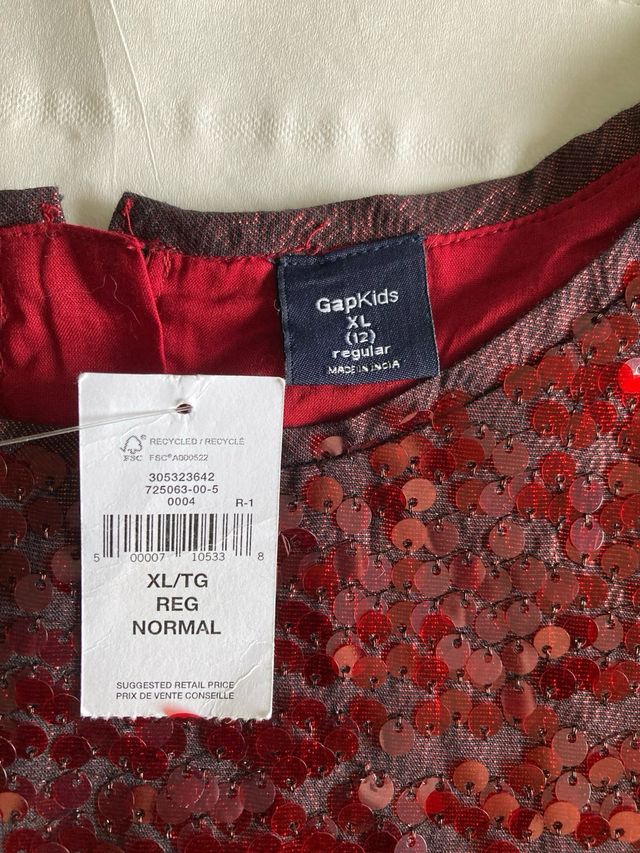 GapKids
XL
(12)
regular
MADE IN INDIA
FSC
RECYCLED / RECYCLÉ
FSC® A000522
305323642
725063-00-5
0004
R-1
5 00007 10533 8
XL/TG
REG
NORMAL
SUGGESTED RETAIL PRICE
PRIX DE VENTE CONSEILLE